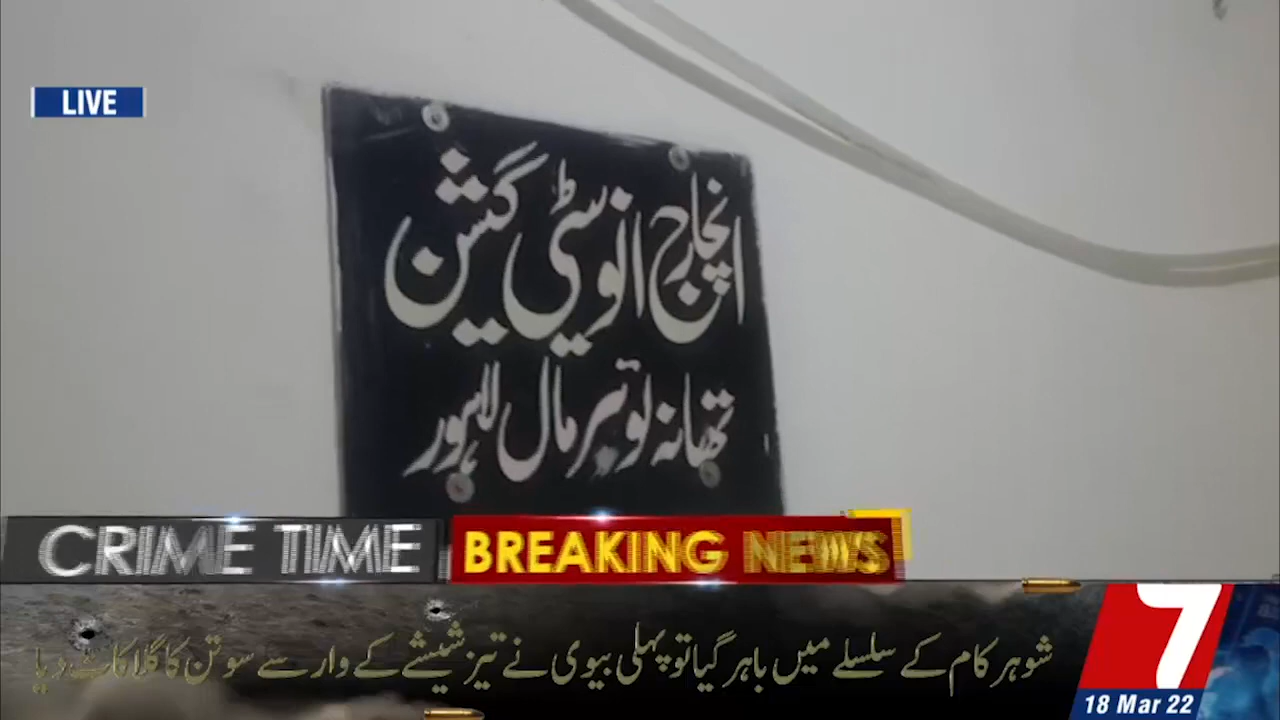 LIVE
انچارج انوسٹی گیشن
تھانہ لوئر مال لاہور
CRIME TIME BREAKING NEWS
شوہر کام کے سلسلے میں باہر گیا تو پہلی بیوی نے تیز شیشے کے وار سے سوتن کا گلا کاٹ دیا
7
18 Mar 22